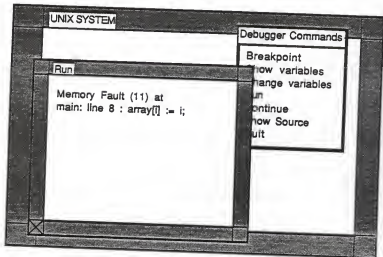 UNIX SYSTEM
Debugger Commands
Breakpoint
how variables
hange variables
un
ontinue
how Source
uit
Run
Memory Fault (11) at
main: line 8 : array[i] := i;